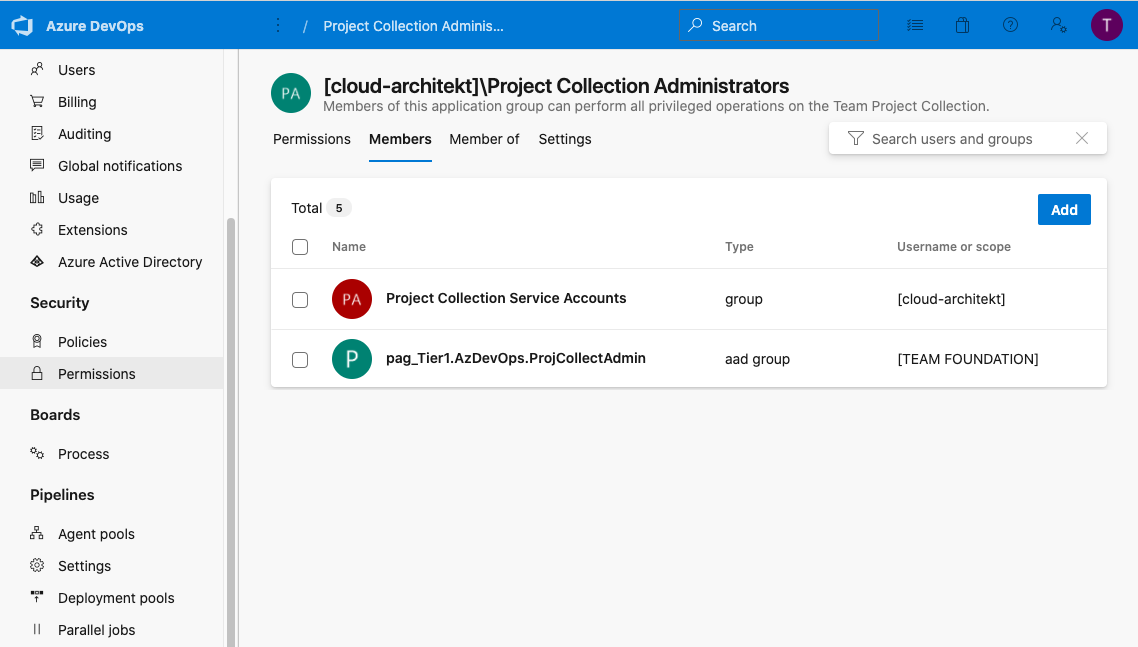 Azure DevOps
/ Project Collection Adminis...
Search
T
Users
Billing
Auditing
Global notifications
Usage
Extensions
Azure Active Directory
Security
Policies
Permissions
Boards
Process
Pipelines
Agent pools
Settings
Deployment pools
Parallel jobs
PA
[cloud-architekt]\Project Collection Administrators
Members of this application group can perform all privileged operations on the Team Project Collection.
Permissions Members Member of Settings
Search users and groups
Total 5
Add
Name Type Username or scope
PA Project Collection Service Accounts group [cloud-architekt]
P pag_Tier1.AzDevOps.ProjCollectAdmin aad group [TEAM FOUNDATION]